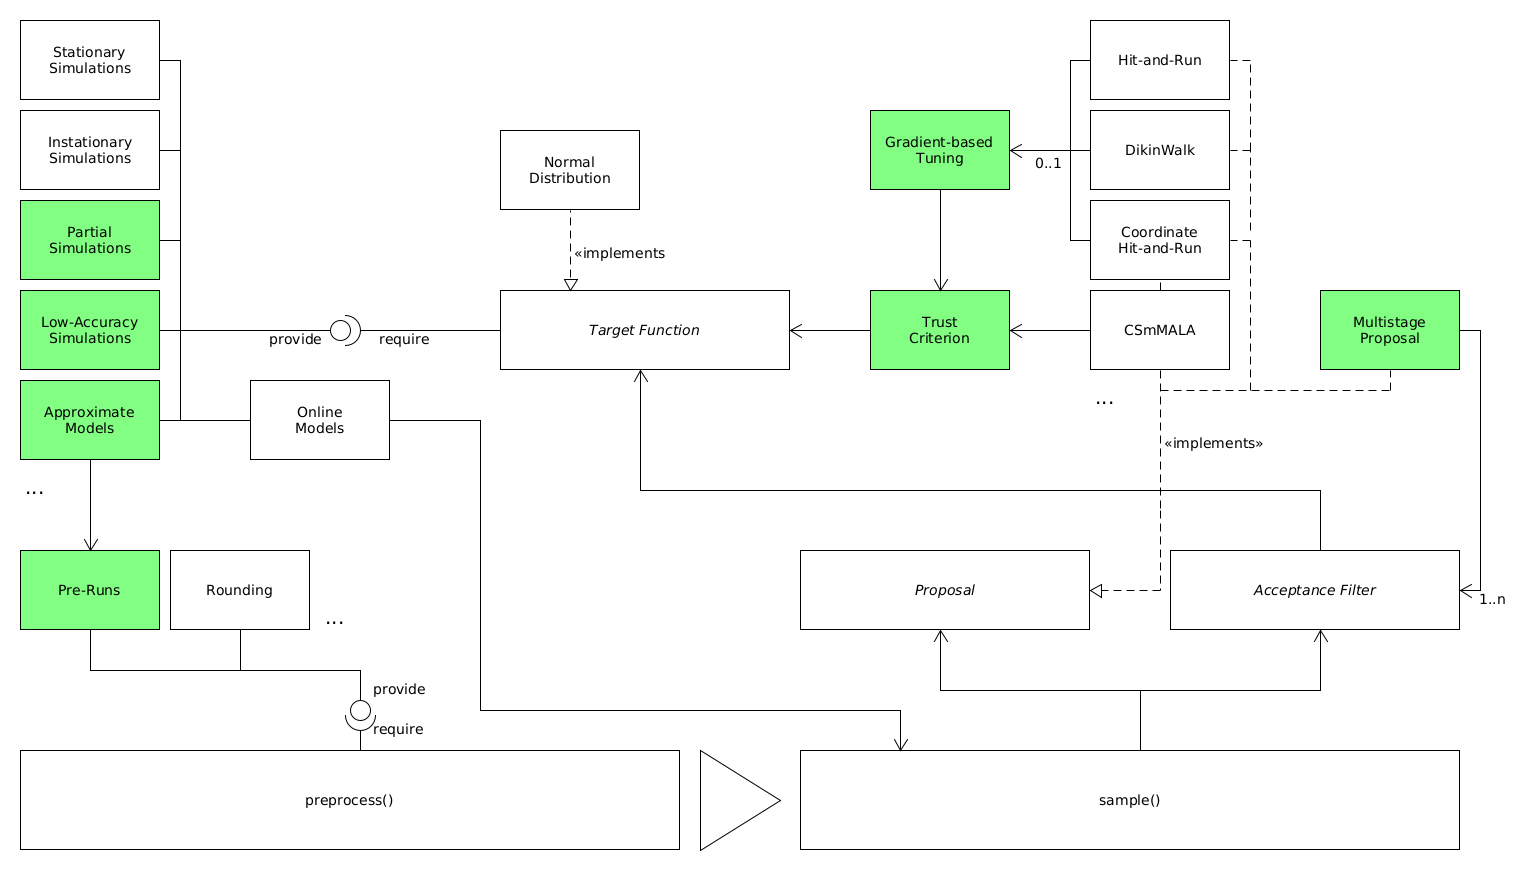 Stationary
Simulations
Hit-and-Run
Instationary
Simulations
Normal
Distribution
Gradient-based
Tuning
0..1
DikinWalk
Partial
Simulations
«implements
Coordinate
Hit-and-Run
Low-Accuracy
Simulations
provide
require
Target Function
Trust
Criterion
CSmMALA
Multistage
Proposal
Approximate
Models
Online
Models
...
«implements»
...
Pre-Runs
Rounding
...
Proposal
Acceptance Filter
1..n
provide
require
preprocess()
sample()